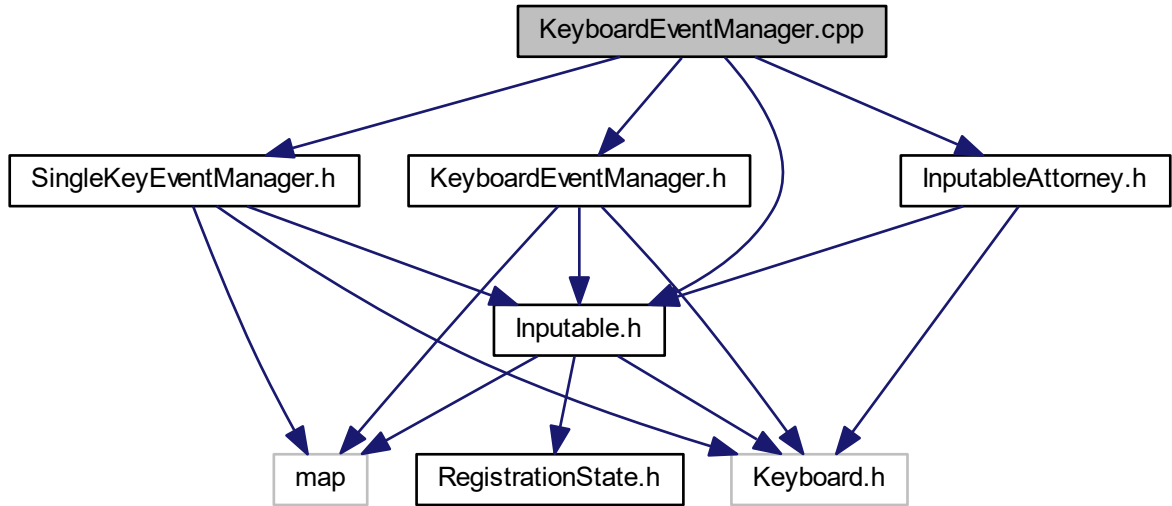 KeyboardEventManager.cpp
SingleKeyEventManager.h
KeyboardEventManager.h
InputableAttorney.h
Inputable.h
map
RegistrationState.h
Keyboard.h